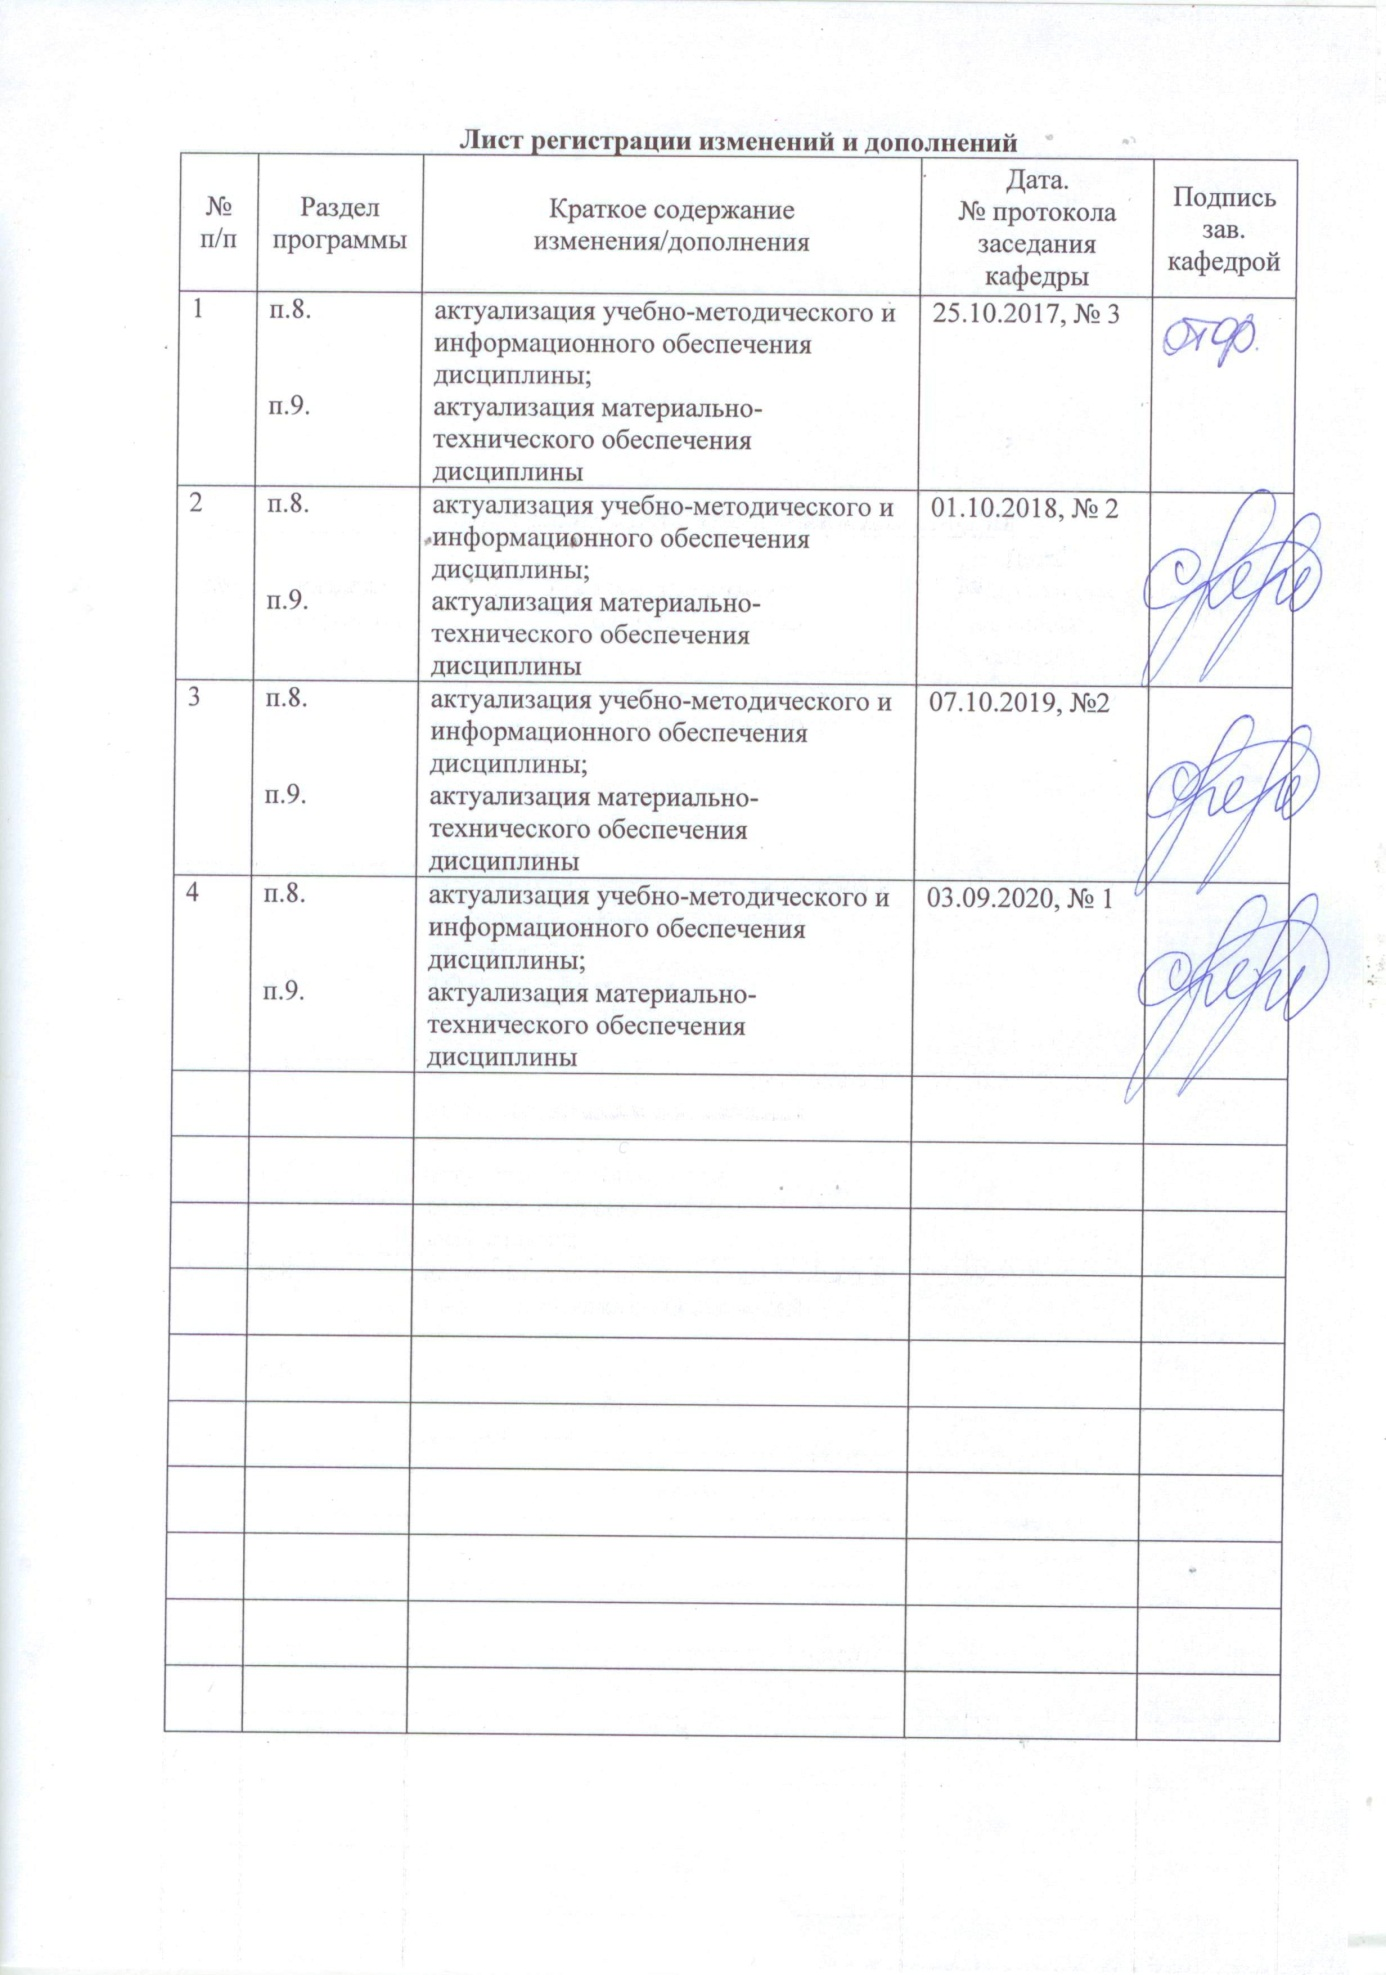 Лист регистрации изменений и дополнений
№
п/п
Раздел
программы
Краткое содержание
изменения/дополнения
Дата.
№ протокола
заседания
кафедры
Подпись
зав.
кафедрой
1
п.8.
п.9.
актуализация учебно-методического и
информационного обеспечения
дисциплины;
актуализация материально-
технического обеспечения
дисциплины
25.10.2017, № 3
2
п.8.
п.9.
актуализация учебно-методического и
информационного обеспечения
дисциплины;
актуализация материально-
технического обеспечения
дисциплины
01.10.2018, № 2
3
п.8.
п.9.
актуализация учебно-методического и
информационного обеспечения
дисциплины;
актуализация материально-
технического обеспечения
дисциплины
07.10.2019, №2
4
п.8.
п.9.
актуализация учебно-методического и
информационного обеспечения
дисциплины;
актуализация материально-
технического обеспечения
дисциплины
03.09.2020, № 1